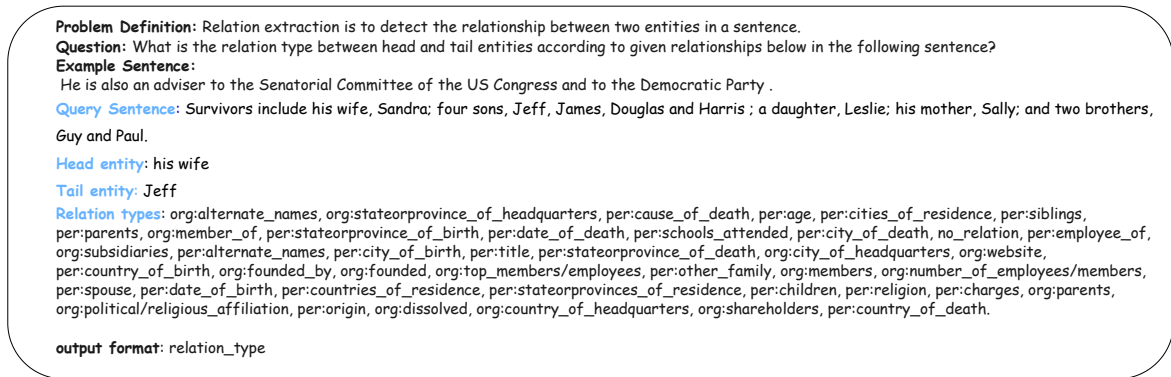 Problem Definition: Relation extraction is to detect the relationship between two entities in a sentence.
Question: What is the relation type between head and tail entities according to given relationships below in the following sentence?
Example Sentence:
He is also an adviser to the Senatorial Committee of the US Congress and to the Democratic Party .
Query Sentence: Survivors include his wife, Sandra; four sons, Jeff, James, Douglas and Harris ; a daughter, Leslie; his mother, Sally; and two brothers,
Guy and Paul.
Head entity: his wife
Tail entity: Jeff
Relation types: org:alternate_names, org:stateorprovince_of_headquarters, per:cause_of_death, per:age, per:cities_of_residence, per:siblings,
per:parents, org:member_of, per:stateorprovince_of_birth, per:date_of_death, per:schools_attended, per:city_of_death, no_relation, per:employee_of,
org:subsidiaries, per:alternate_names, per:city_of_birth, per:title, per:stateorprovince_of_death, org:city_of_headquarters, org:website,
per:country_of_birth, org:founded_by, org:founded, org:top_members/employees, per:other_family, org:members, org:number_of_employees/members,
per:spouse, per:date_of_birth, per:countries_of_residence, per:stateorprovinces_of_residence, per:children, per:religion, per:charges, org:parents,
org:political/religious_affiliation, per:origin, org:dissolved, org:country_of_headquarters, org:shareholders, per:country_of_death.
output format: relation_type